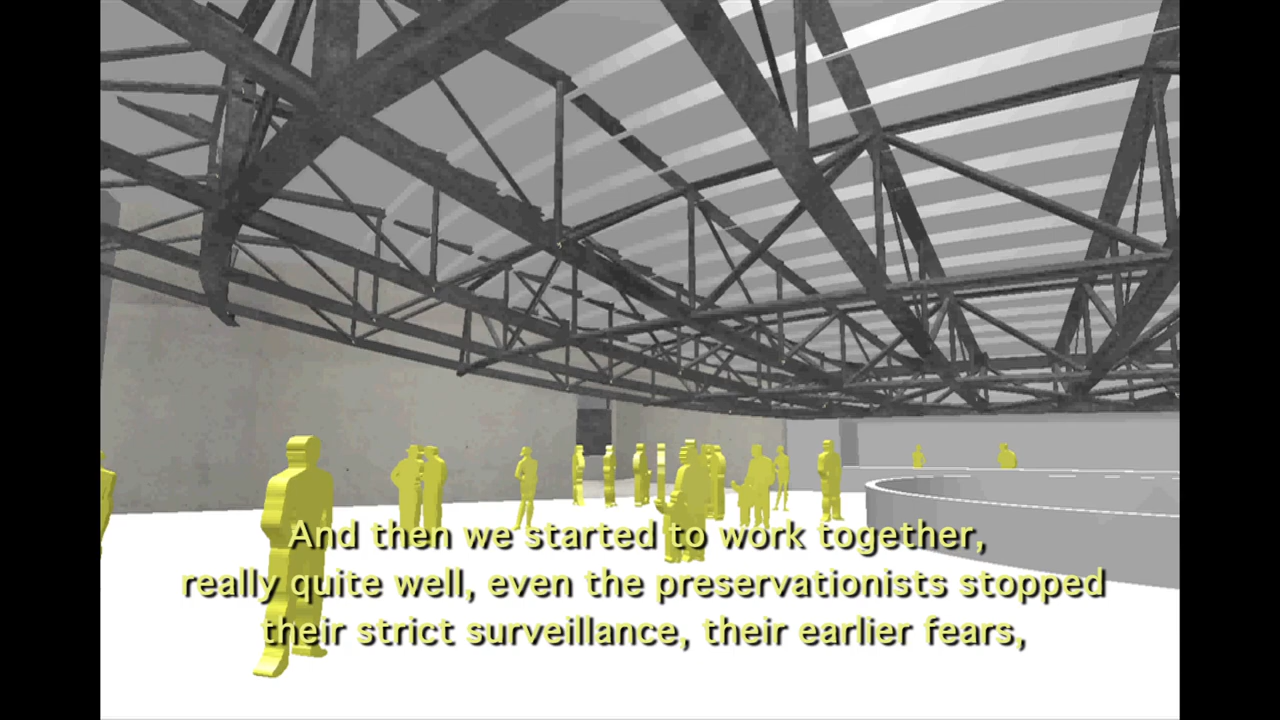 And then we started to work together,
really quite well, even the preservationists stopped
their strict surveillance, their earlier fears,